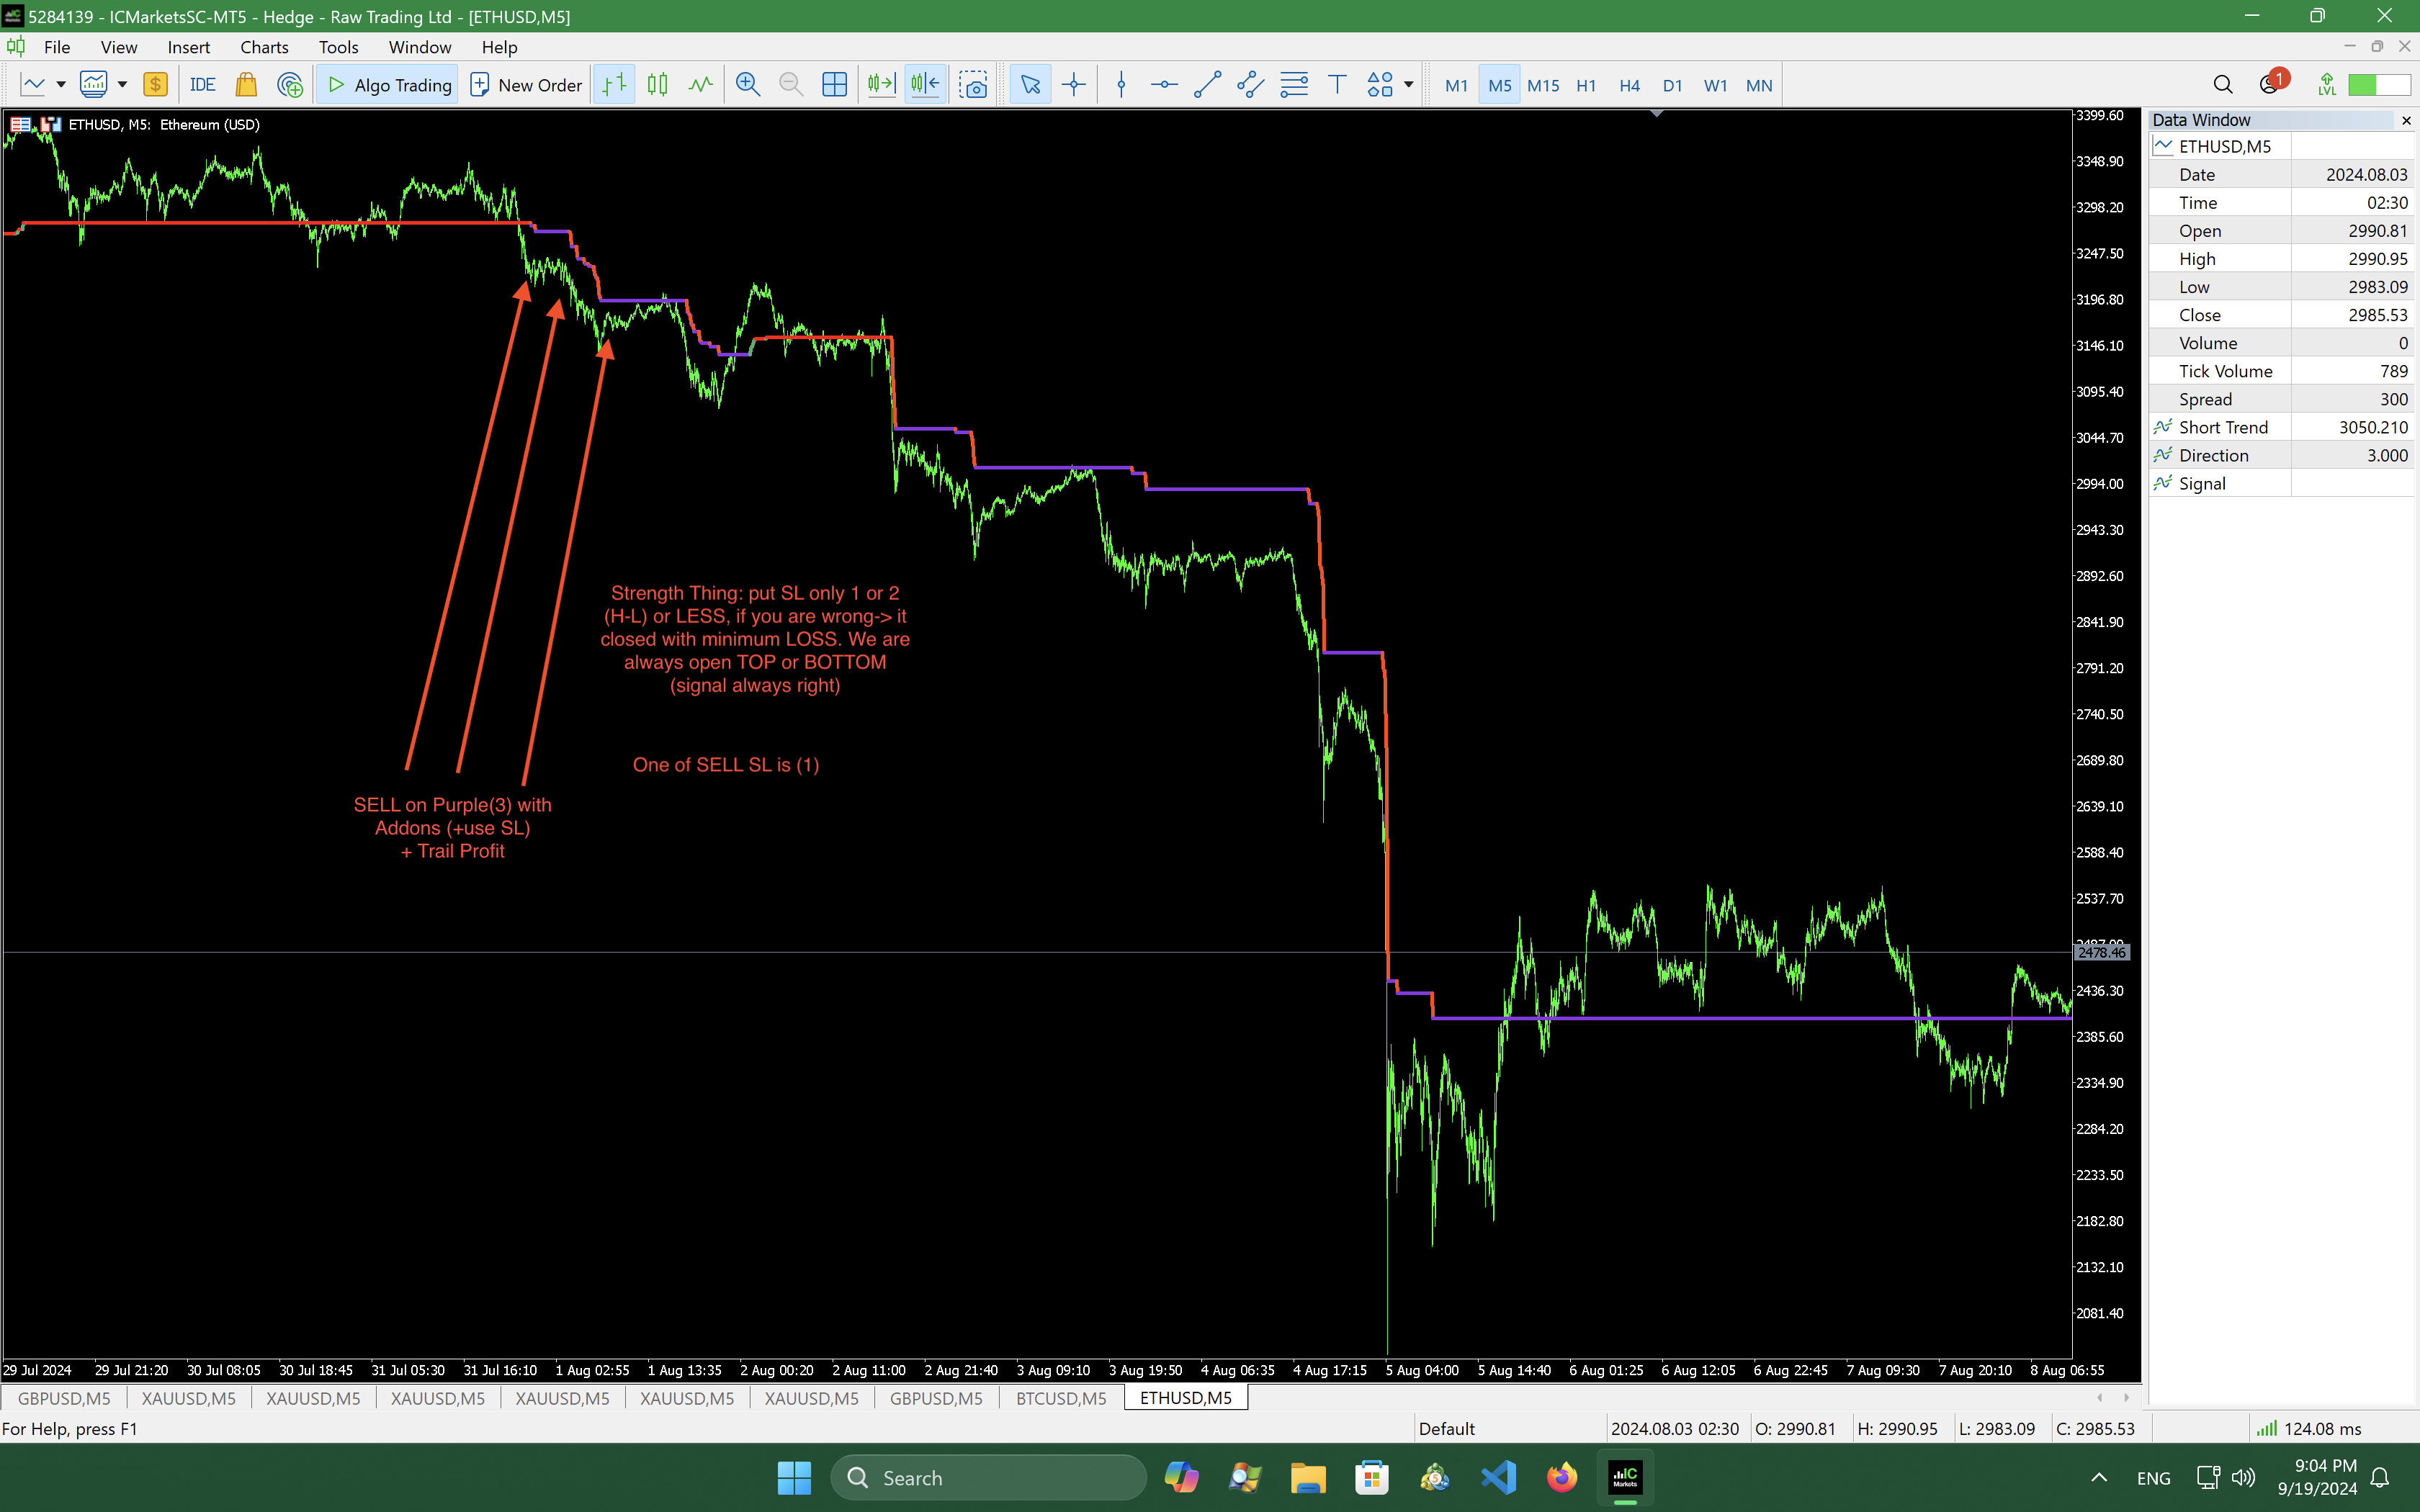 5284139 - ICMarketsSC-MT5 - Hedge - Raw Trading Ltd - [ETHUSD,M5]
File View Insert Charts Tools Window Help
IDE Algo Trading New Order M1 M5 M15 H1 H4 D1 W1 MN 1 LVL
ETHUSD, M5: Ethereum (USD)
3399.60
3348.90
3298.20
3247.50
3196.80
3146.10
3095.40
3044.70
2994.00
2943.30
2892.60
2841.90
2791.20
2740.50
2689.80
2639.10
2588.40
2537.70
2478.46
2436.30
2385.60
2334.90
2284.20
2233.50
2182.80
2132.10
2081.40
Strength Thing: put SL only 1 or 2
(H-L) or LESS, if you are wrong-> it
closed with minimum LOSS. We are
always open TOP or BOTTOM
(signal always right)
One of SELL SL is (1)
SELL on Purple(3) with
Addons (+use SL)
+ Trail Profit
29 Jul 2024 29 Jul 21:20 30 Jul 08:05 30 Jul 18:45 31 Jul 05:30 31 Jul 16:10 1 Aug 02:55 1 Aug 13:35 2 Aug 00:20 2 Aug 11:00 2 Aug 21:40 3 Aug 09:10 3 Aug 19:50 4 Aug 06:35 4 Aug 17:15 5 Aug 04:00 5 Aug 14:40 6 Aug 01:25 6 Aug 12:05 6 Aug 22:45 7 Aug 09:30 7 Aug 20:10 8 Aug 06:55
Data Window
ETHUSD,M5
Date 2024.08.03
Time 02:30
Open 2990.81
High 2990.95
Low 2983.09
Close 2985.53
Volume 0
Tick Volume 789
Spread 300
Short Trend 3050.210
Direction 3.000
Signal
GBPUSD,M5 XAUUSD,M5 XAUUSD,M5 XAUUSD,M5 XAUUSD,M5 XAUUSD,M5 XAUUSD,M5 GBPUSD,M5 BTCUSD,M5 ETHUSD,M5
For Help, press F1 Default 2024.08.03 02:30 O: 2990.81 H: 2990.95 L: 2983.09 C: 2985.53 124.08 ms
Search IC Markets ENG 9:04 PM
9/19/2024